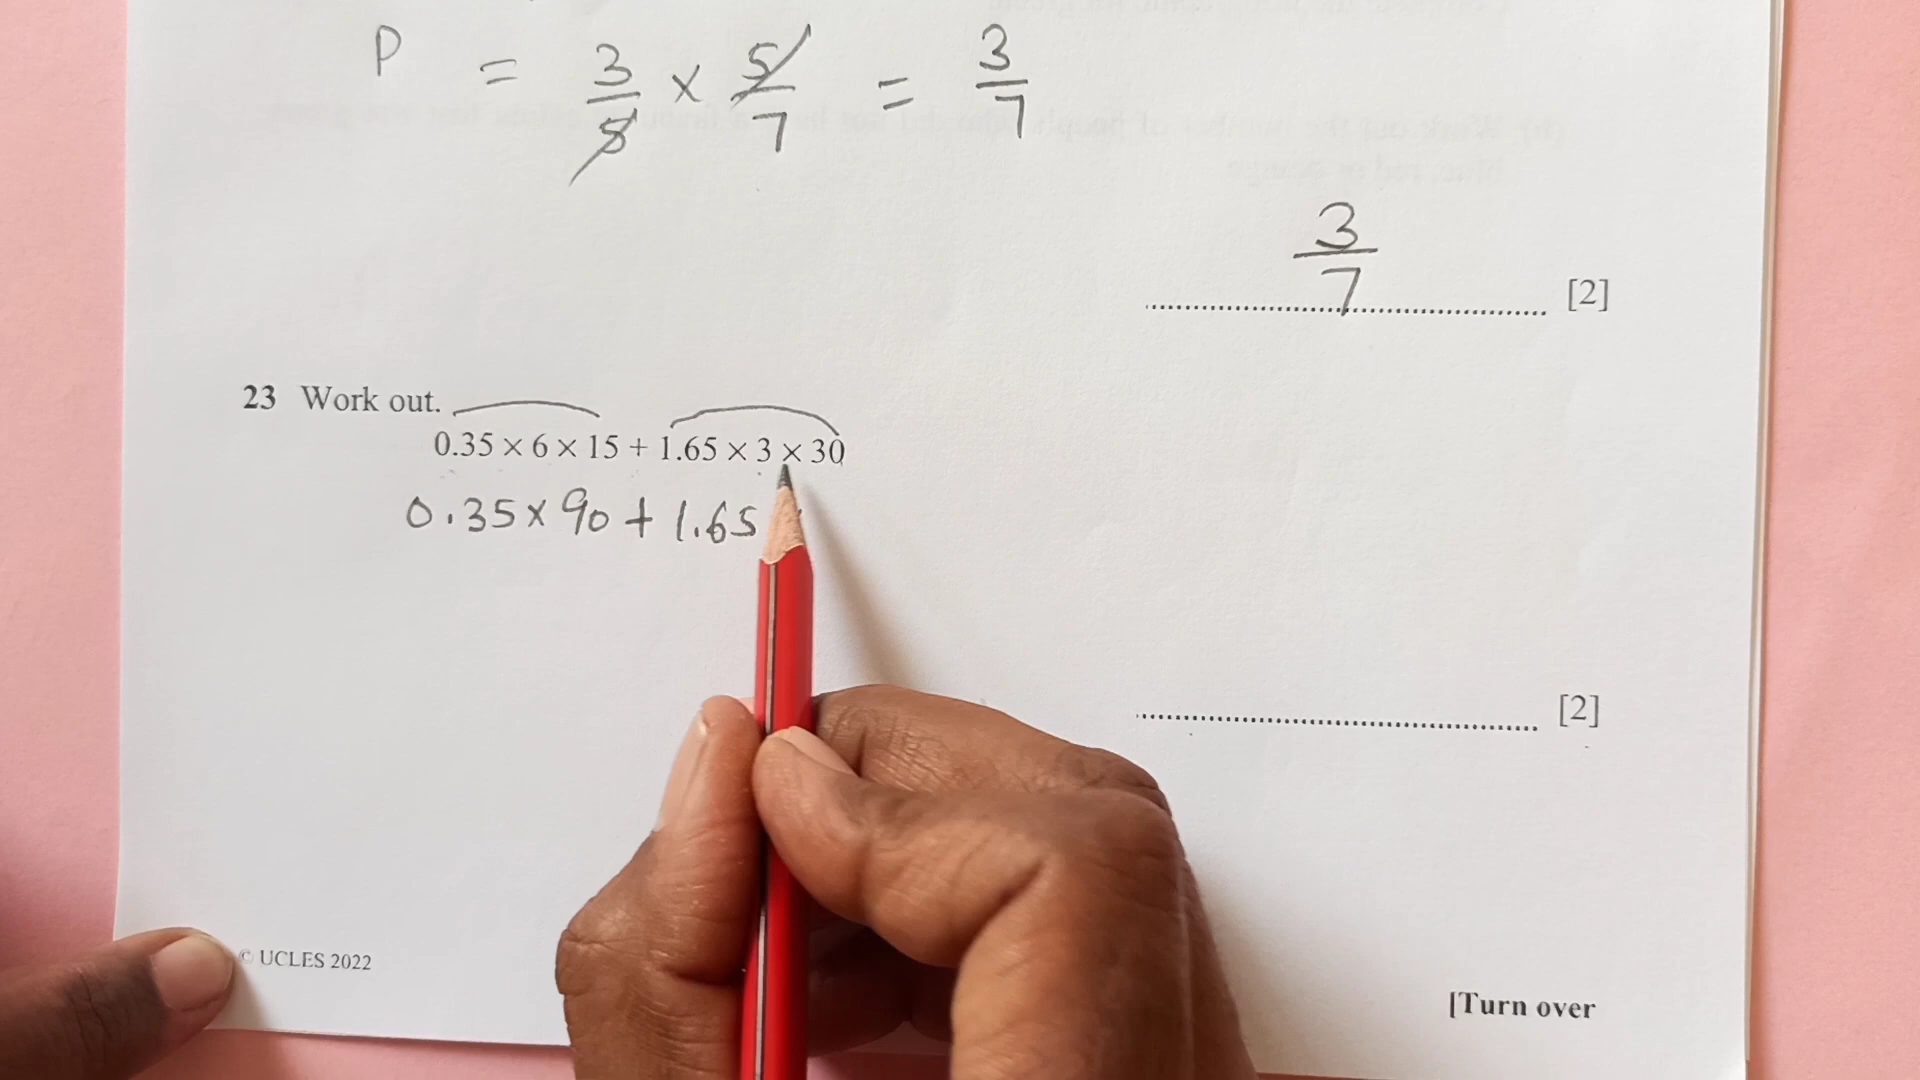 P = 3/5 × 5/7 = 3/7
3/7
[2]
23 Work out.
0.35 × 6 × 15 + 1.65 × 3 × 30
0.35 × 90 + 1.65
[2]
© UCLES 2022
[Turn over